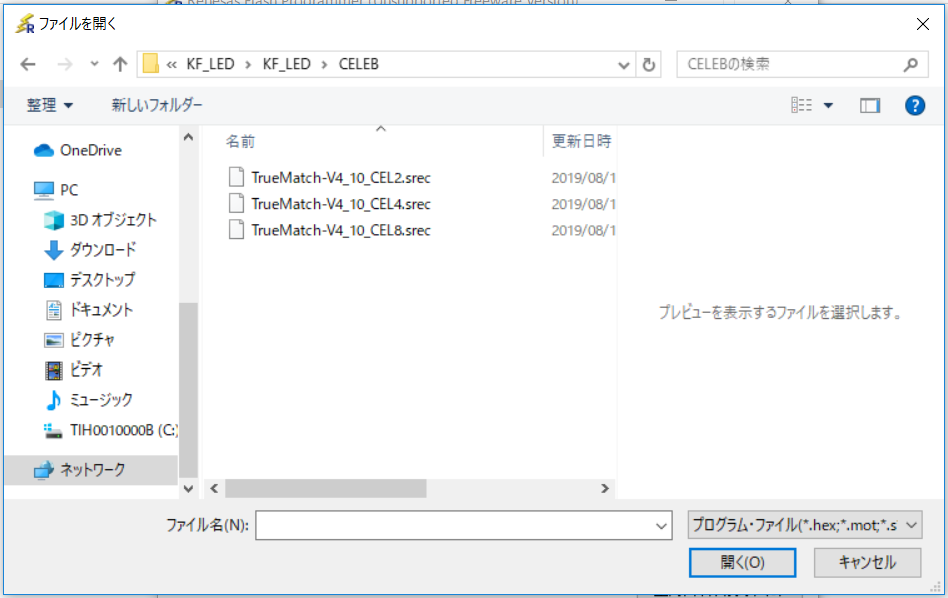 Renesas Flash Programmer (Unsupported Freeware Version)
ファイルを開く
« KF_LED › KF_LED › CELEB
CELEBの検索
整理
新しいフォルダー
名前
更新日時
OneDrive
PC
3D オブジェクト
ダウンロード
デスクトップ
ドキュメント
ピクチャ
ビデオ
ミュージック
TIH0010000B (C:)
ネットワーク
TrueMatch-V4_10_CEL2.srec
2019/08/1
TrueMatch-V4_10_CEL4.srec
2019/08/1
TrueMatch-V4_10_CEL8.srec
2019/08/1
プレビューを表示するファイルを選択します。
ファイル名(N):
プログラム・ファイル(*.hex;*.mot;*.s
開く(O)
キャンセル